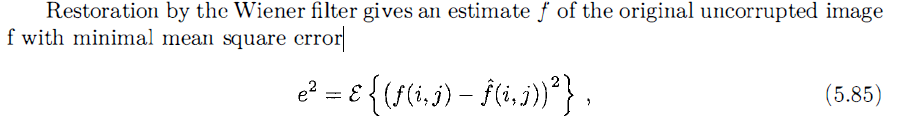 Restoration by the Wiener filter gives an estimate f of the original uncorrupted image
f with minimal mean square error
e² = ℰ { (f(i, j) − f̂(i, j))² } , (5.85)